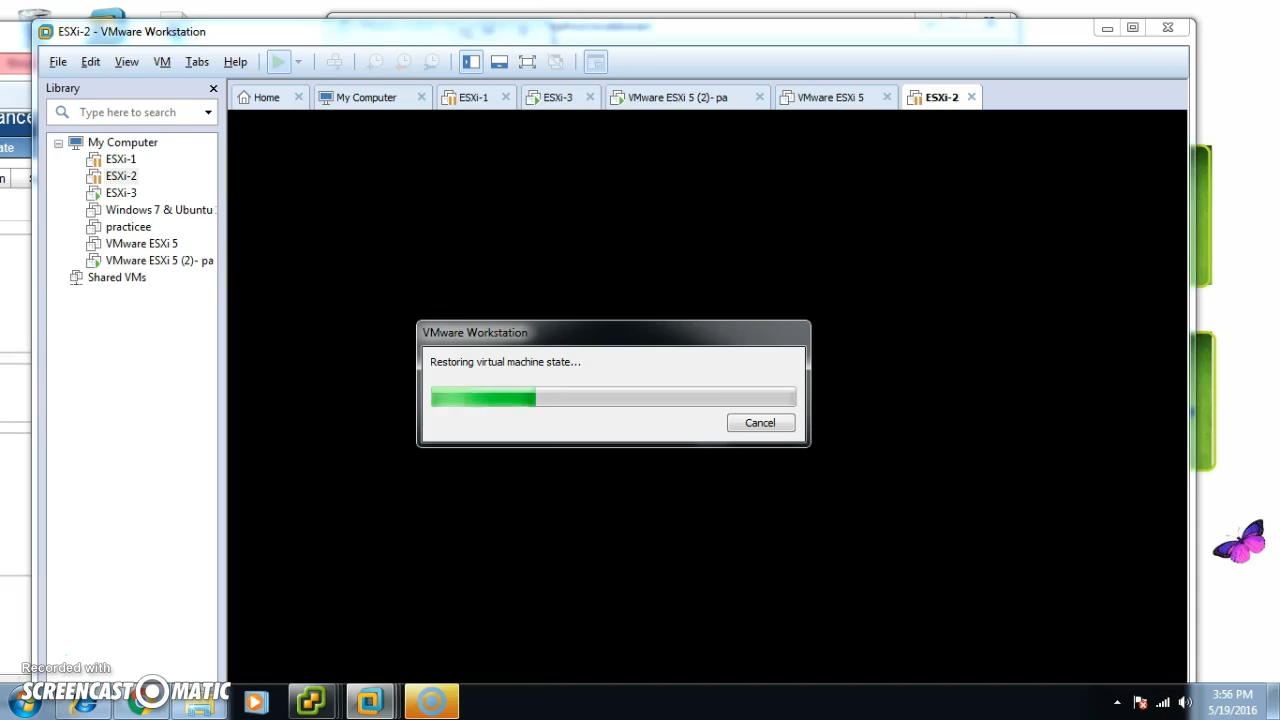 ESXi-2 - VMware Workstation
File Edit View VM Tabs Help
Library
Type here to search
Home
My Computer
ESXi-1
ESXi-3
VMware ESXi 5 (2)- pa
VMware ESXi 5
ESXi-2
My Computer
ESXi-1
ESXi-2
ESXi-3
Windows 7 & Ubuntu
practicee
VMware ESXi 5
VMware ESXi 5 (2)- pa
Shared VMs
VMware Workstation
Restoring virtual machine state...
Cancel
Recorded with
SCREENCAST MATIC
3:56 PM
5/19/2016